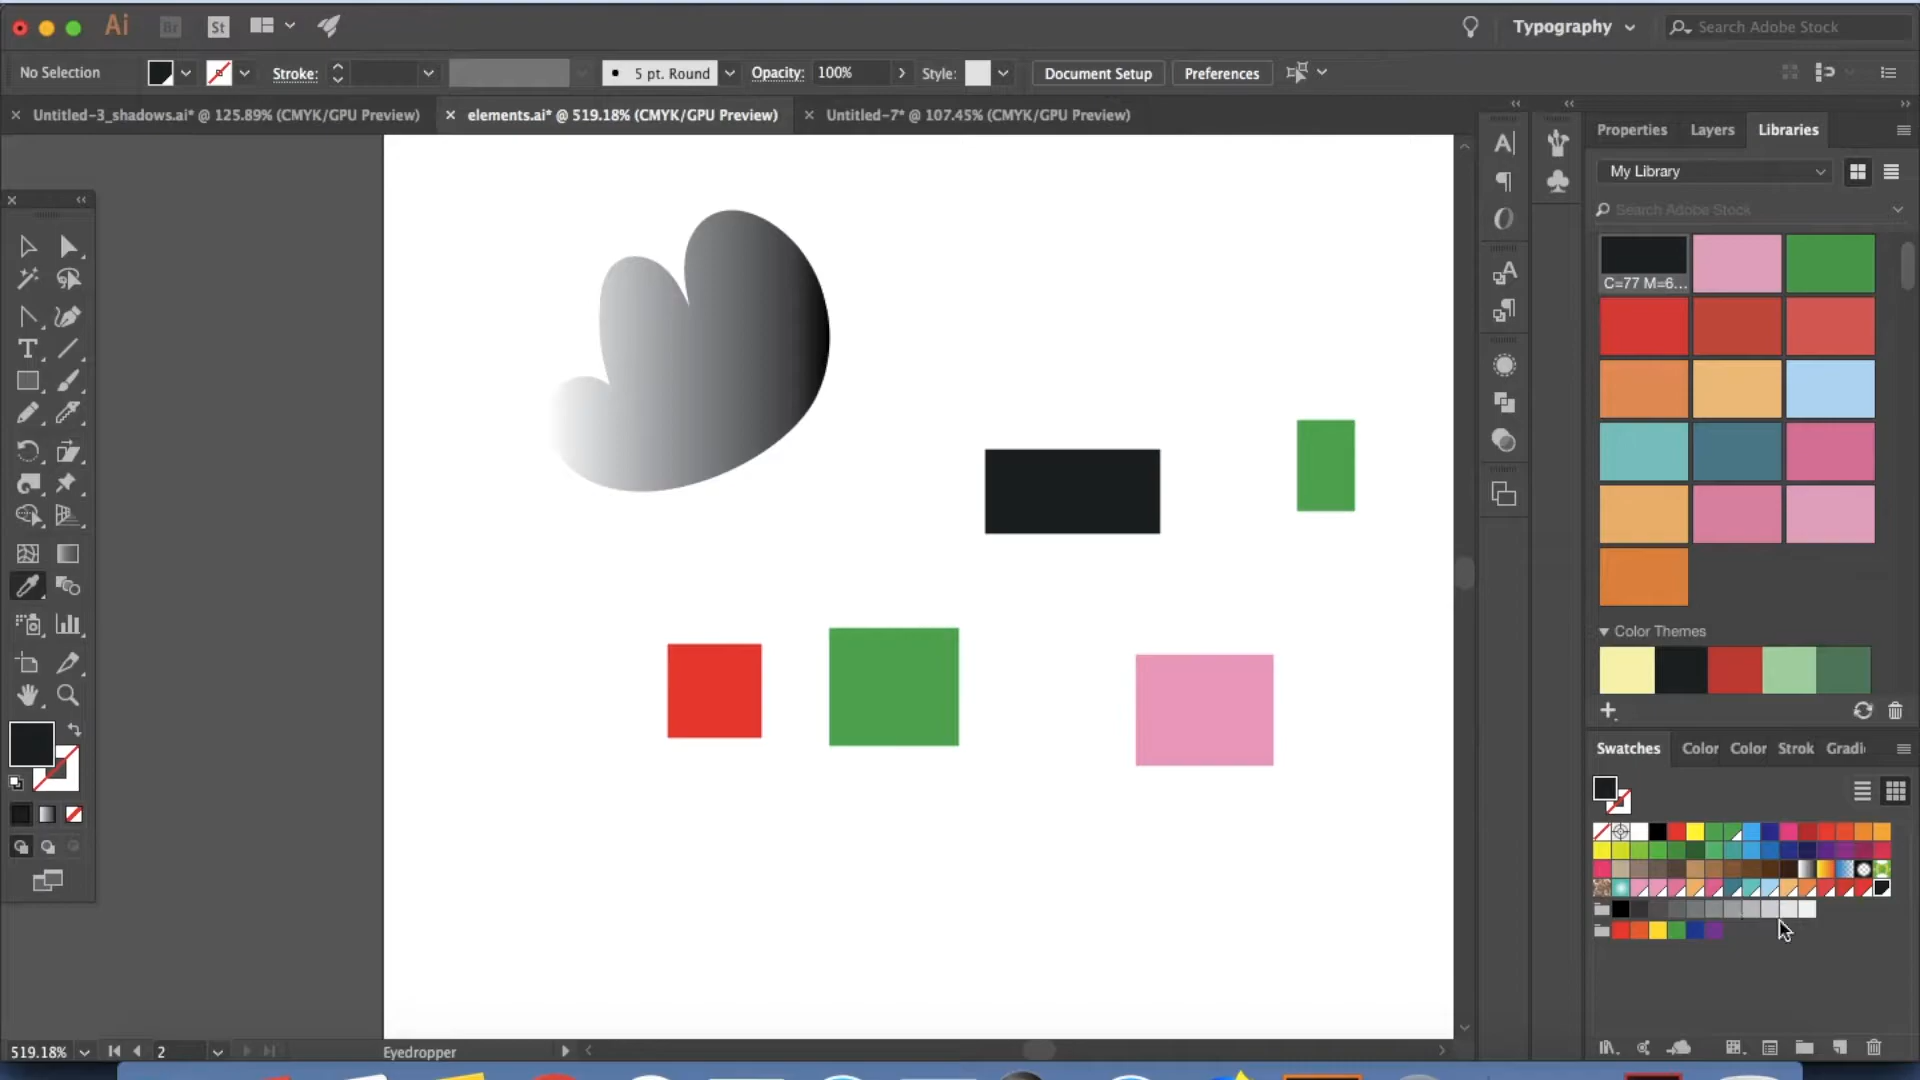 Ai Br St Typography Search Adobe Stock
No Selection Stroke: 5 pt. Round Opacity: 100% Style: Document Setup Preferences
Untitled-3_shadows.ai* @ 125.89% (CMYK/GPU Preview) elements.ai* @ 519.18% (CMYK/GPU Preview) Untitled-7* @ 107.45% (CMYK/GPU Preview)
Properties Layers Libraries
My Library
Search Adobe Stock
C=77 M=6...
Color Themes
Swatches Color Color Strok Gradi
519.18% 2 Eyedropper